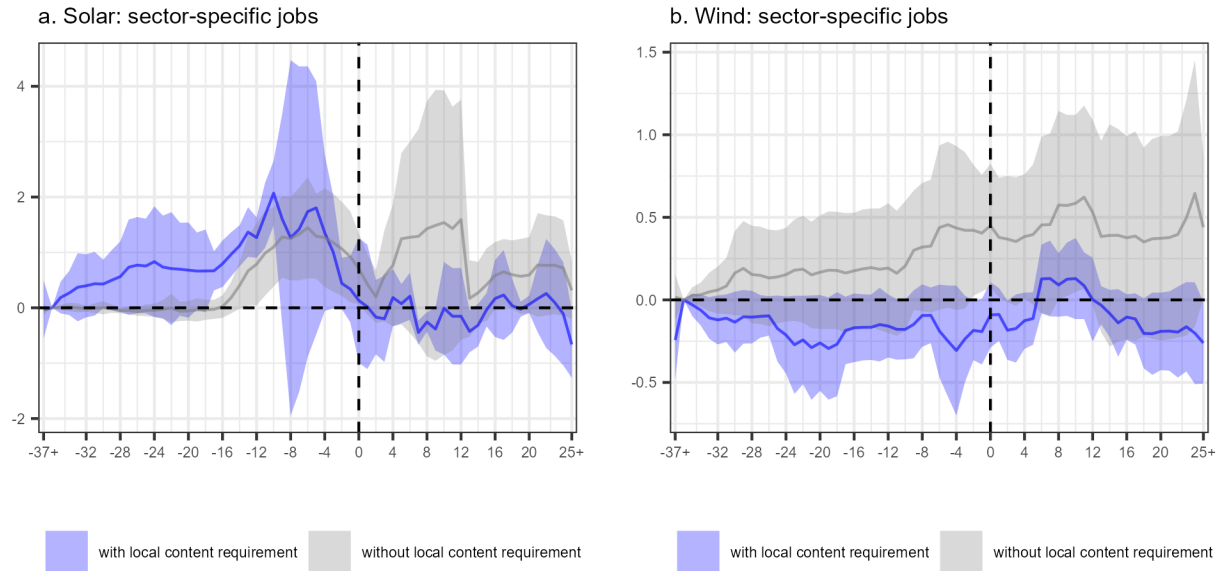 a. Solar: sector-specific jobs
4
2
0
-2
-37+ -32 -28 -24 -20 -16 -12 -8 -4 0 4 8 12 16 20 25+
with local content requirement without local content requirement
b. Wind: sector-specific jobs
1.5
1.0
0.5
0.0
-0.5
-37+ -32 -28 -24 -20 -16 -12 -8 -4 0 4 8 12 16 20 25+
with local content requirement without local content requirement